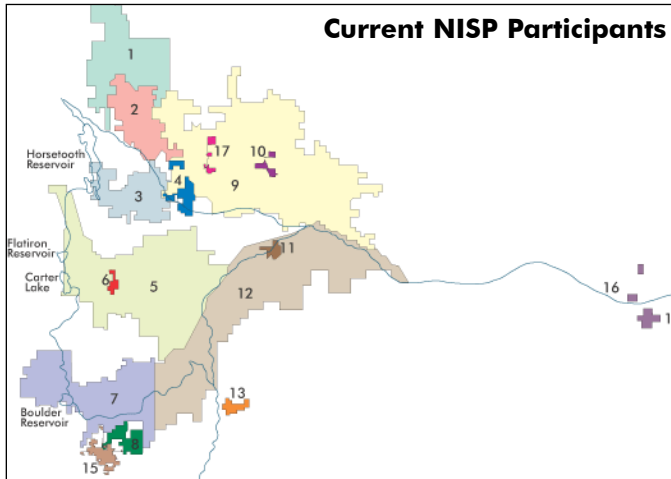 Current NISP Participants
1
2
17
10
Horsetooth
Reservoir
4
9
3
Flatiron
Reservoir
11
Carter
Lake
6
5
12
16
1
13
7
Boulder
Reservoir
8
15